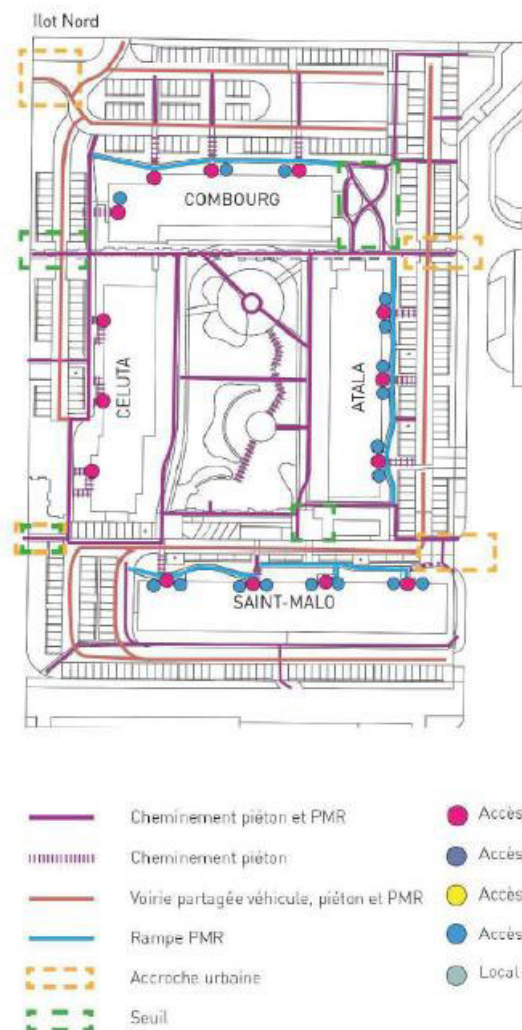 Ilot Nord
COMBOURG
CELUTA
ATALA
SAINT-MALO
Cheminement piéton et PMR
Cheminement piéton
Voirie partagée véhicule, piéton et PMR
Rampe PMR
Accroche urbaine
Seuil
Accès
Accès
Accès
Accès
Local